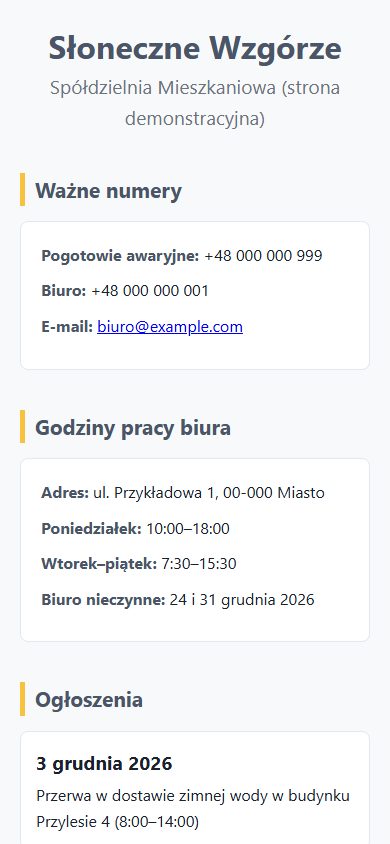 Słoneczne Wzgórze
Spółdzielnia Mieszkaniowa (strona
demonstracyjna)
Ważne numery
Pogotowie awaryjne: +48 000 000 999
Biuro: +48 000 000 001
E-mail: biuro@example.com
Godziny pracy biura
Adres: ul. Przykładowa 1, 00-000 Miasto
Poniedziałek: 10:00–18:00
Wtorek–piątek: 7:30–15:30
Biuro nieczynne: 24 i 31 grudnia 2026
Ogłoszenia
3 grudnia 2026
Przerwa w dostawie zimnej wody w budynku
Przylesie 4 (8:00–14:00)